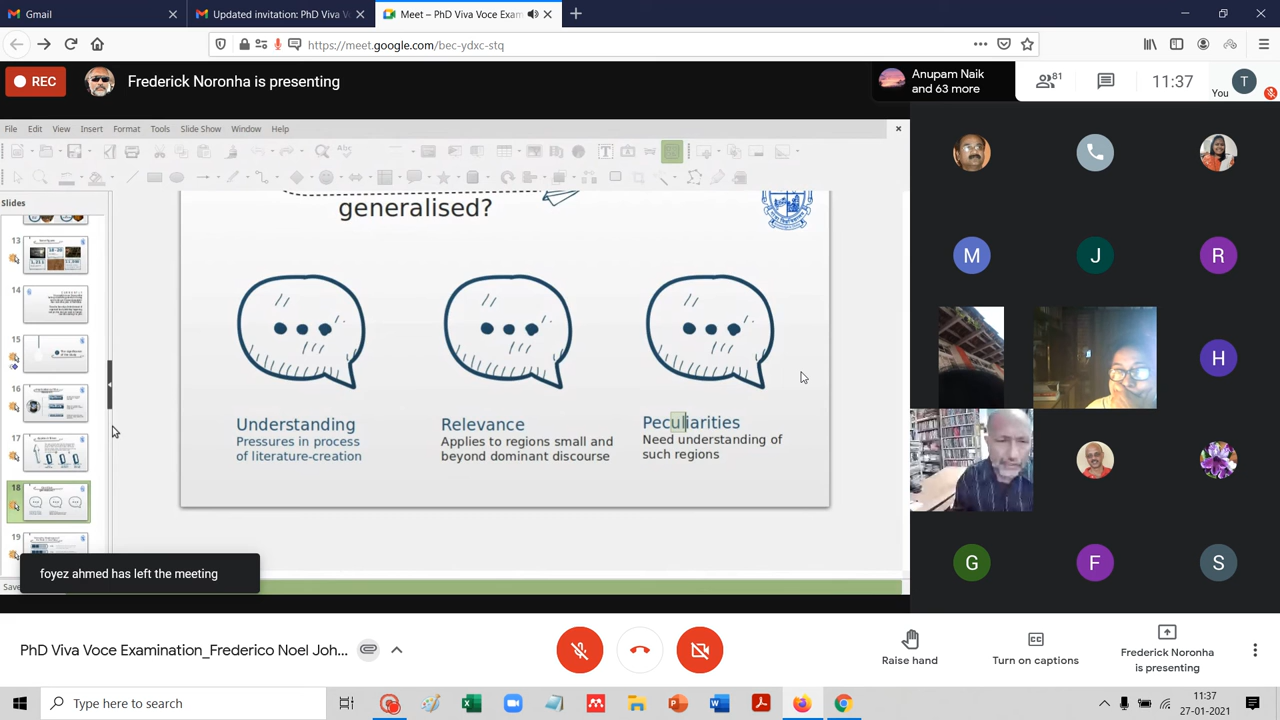 Gmail
Updated invitation: PhD Viva V
Meet – PhD Viva Voce Exam
https://meet.google.com/bec-ydxc-stq
REC
Frederick Noronha is presenting
Anupam Naik
and 63 more
81
11:37
You
T
File Edit View Insert Format Tools Slide Show Window Help
Slides
13
14
15
16
17
18
19
generalised?
Understanding
Pressures in process
of literature-creation
Relevance
Applies to regions small and
beyond dominant discourse
Peculiarities
Need understanding of
such regions
M
J
R
H
G
F
S
foyez ahmed has left the meeting
PhD Viva Voce Examination_Frederico Noel Joh...
Raise hand
Turn on captions
Frederick Noronha
is presenting
Type here to search
11:37
27-01-2021